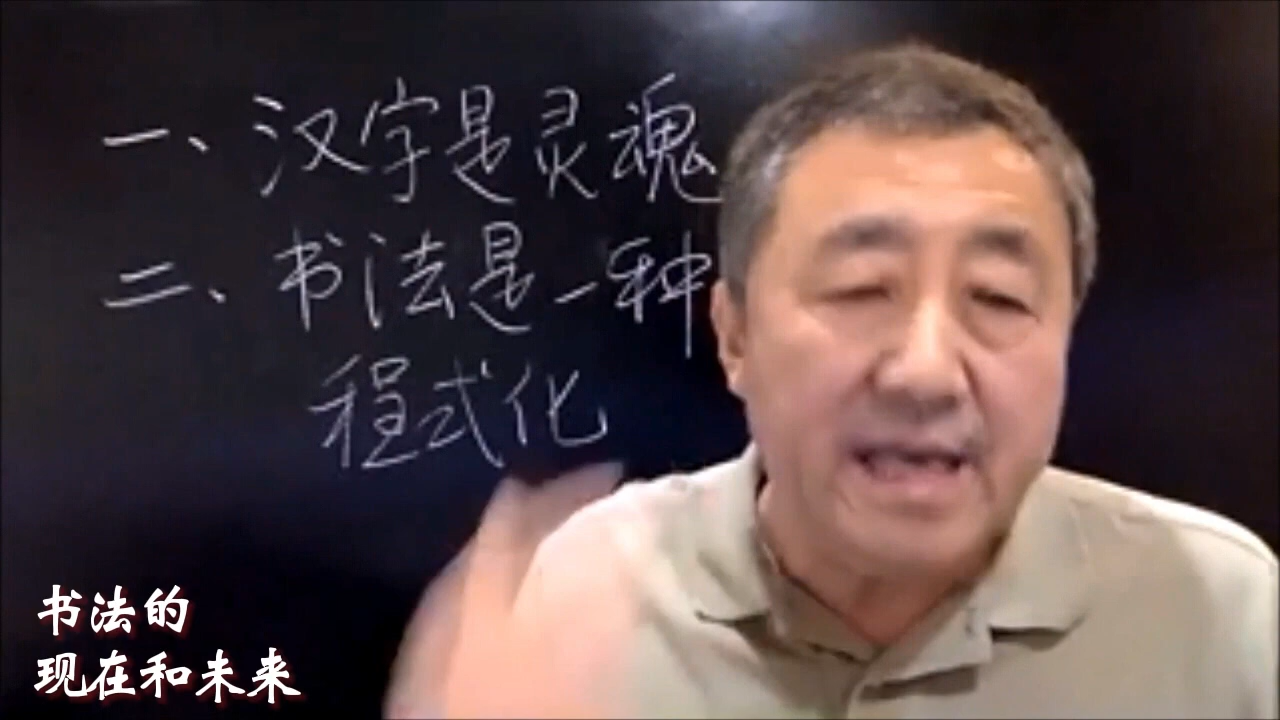 一、汉字是灵魂
二、书法是一种
程式化
书法的
现在和未来